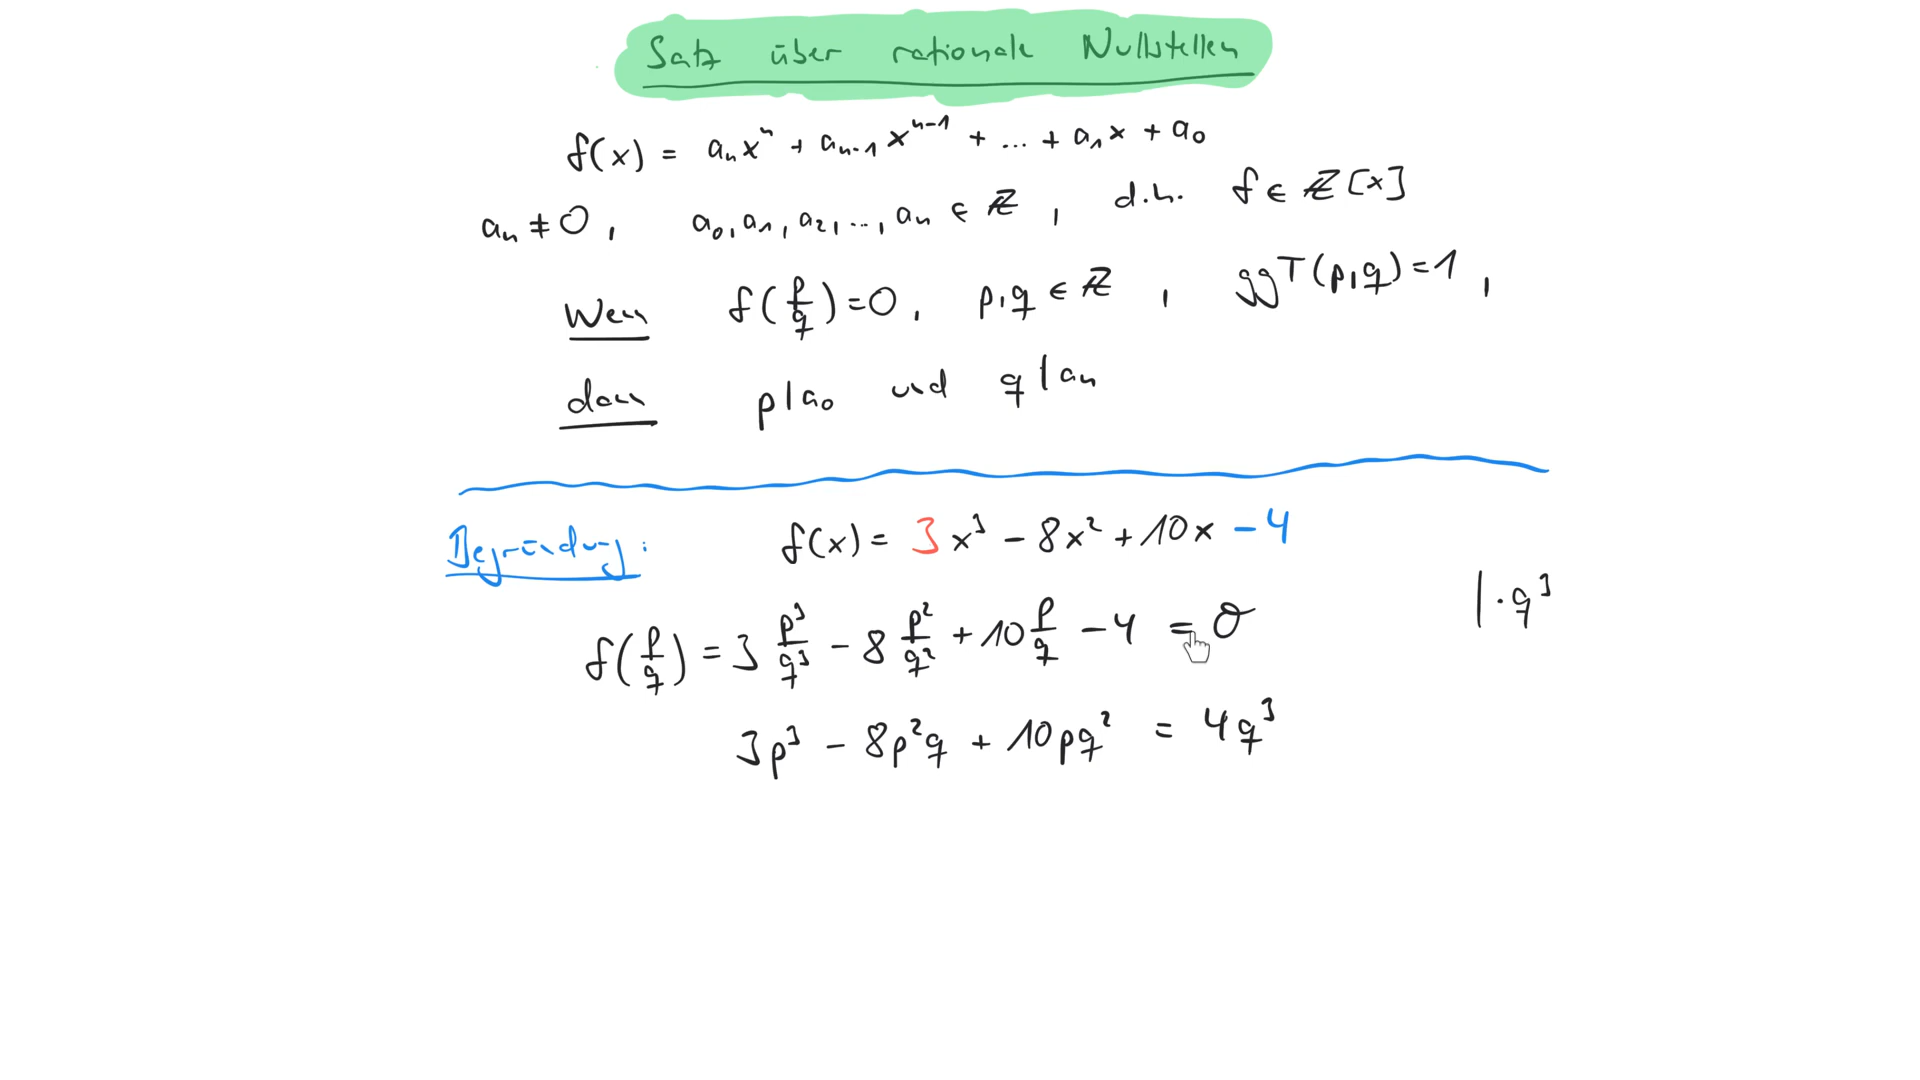 Satz über rationale Nullstellen
f(x) = aₙxⁿ + aₙ₋₁xⁿ⁻¹ + ... + a₁x + a₀
aₙ ≠ 0, a₀, a₁, a₂, ..., aₙ ∈ ℤ, d.h. f ∈ ℤ[x]
Wenn f(p/q) = 0, p,q ∈ ℤ, ggT(p,q) = 1,
dann p|a₀ und q|aₙ
Begründung: f(x) = 3x³ - 8x² + 10x - 4
f(p/q) = 3 p³/q³ - 8 p²/q² + 10 p/q - 4 = 0 | · q³
3p³ - 8p²q + 10pq² = 4q³